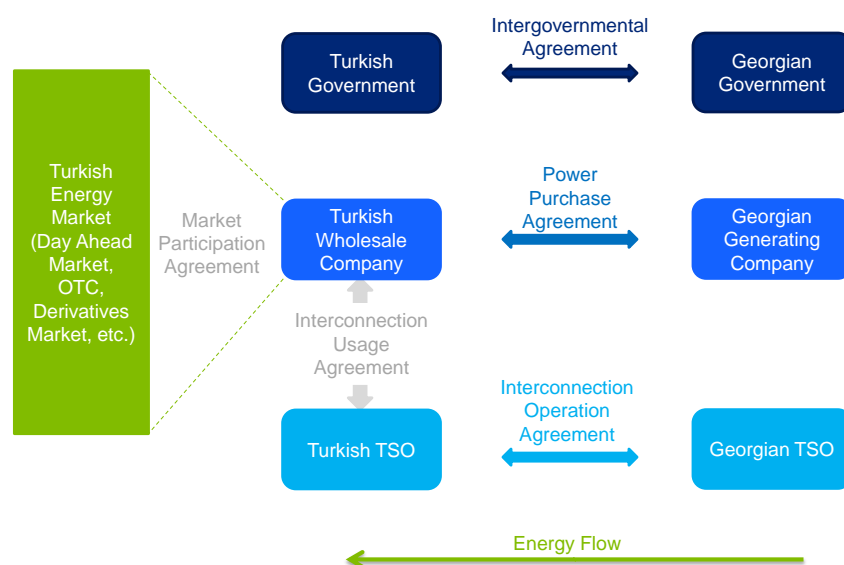 Intergovernmental
Agreement
Turkish
Government
Georgian
Government
Turkish
Energy
Market
(Day Ahead
Market,
OTC,
Derivatives
Market, etc.)
Market
Participation
Agreement
Turkish
Wholesale
Company
Power
Purchase
Agreement
Georgian
Generating
Company
Interconnection
Usage
Agreement
Interconnection
Operation
Agreement
Turkish TSO
Georgian TSO
Energy Flow